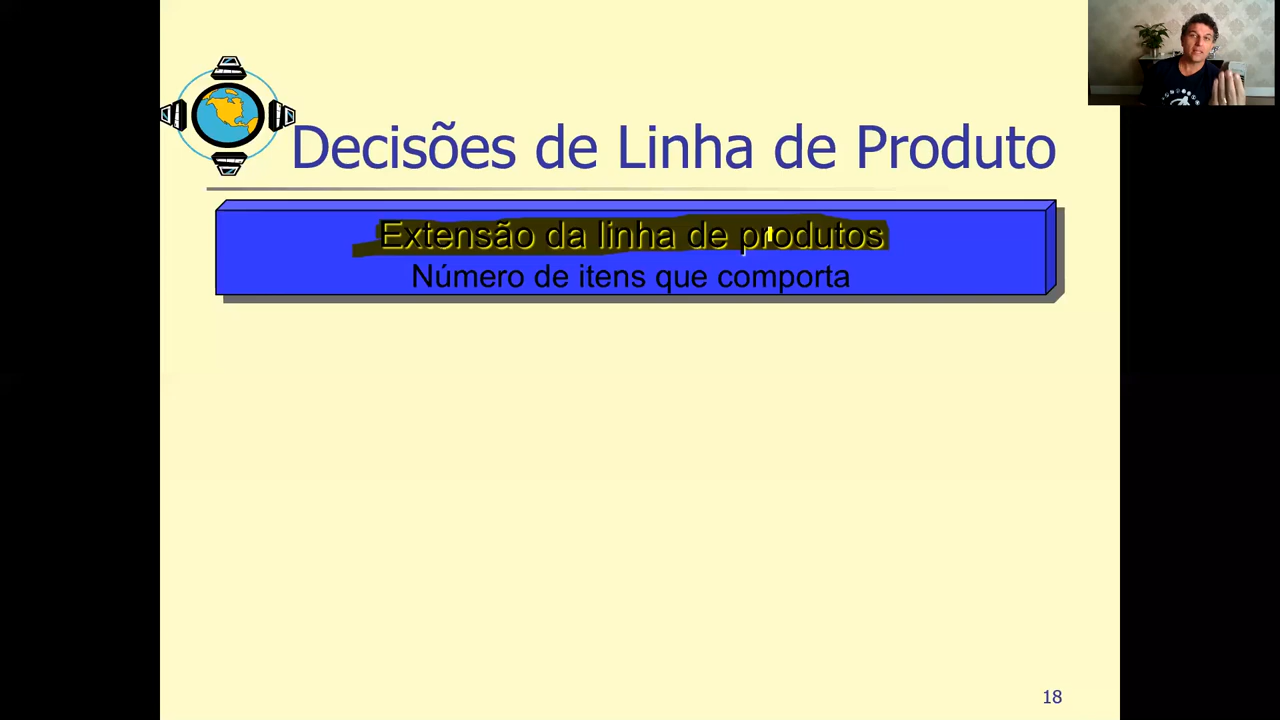 Decisões de Linha de Produto
Extensão da linha de produtos
Número de itens que comporta
18